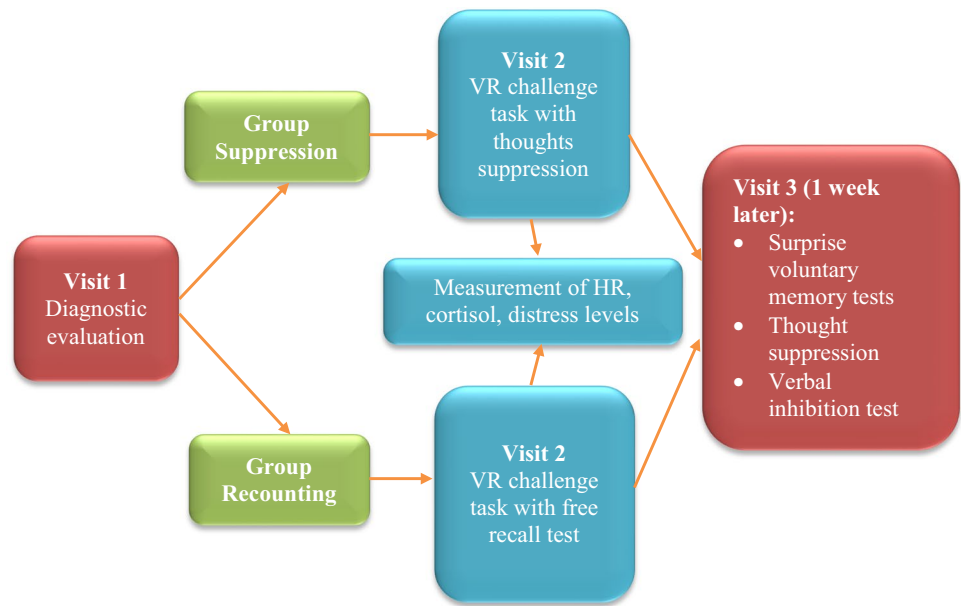 Visit 1
Diagnostic
evaluation
Group
Suppression
Group
Recounting
Visit 2
VR challenge
task with
thoughts
suppression
Measurement of HR,
cortisol, distress levels
Visit 2
VR challenge
task with free
recall test
Visit 3 (1 week
later):
• Surprise
voluntary
memory tests
• Thought
suppression
• Verbal
inhibition test